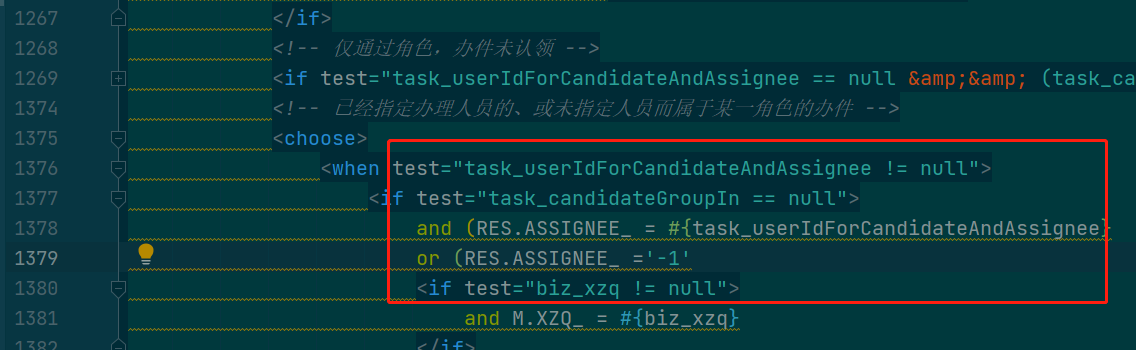 1267 </if>
1268 <!-- 仅通过角色，办件未认领 -->
1269 <if test="task_userIdForCandidateAndAssignee == null &amp;&amp; (task_ca
1374 <!-- 已经指定办理人员的、或未指定人员而属于某一角色的办件 -->
1375 <choose>
1376 <when test="task_userIdForCandidateAndAssignee != null">
1377 <if test="task_candidateGroupIn == null">
1378 and (RES.ASSIGNEE_ = #{task_userIdForCandidateAndAssignee}
1379 or (RES.ASSIGNEE_ ='-1'
1380 <if test="biz_xzq != null">
1381 and M.XZQ_ = #{biz_xzq}
1382 </if>